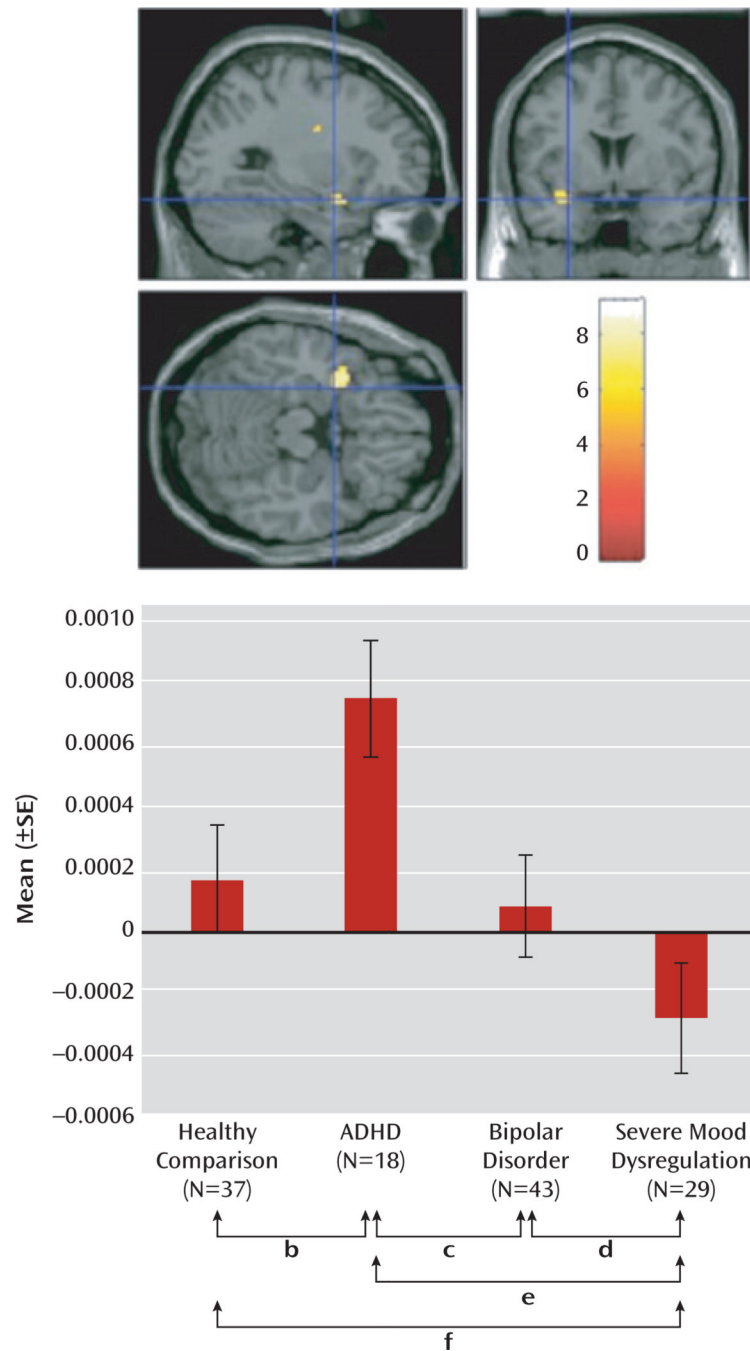 8
6
4
2
0
0.0010
0.0008
0.0006
0.0004
0.0002
0
−0.0002
−0.0004
−0.0006
Mean (±SE)
Healthy
Comparison
(N=37)
ADHD
(N=18)
Bipolar
Disorder
(N=43)
Severe Mood
Dysregulation
(N=29)
b
c
d
e
f